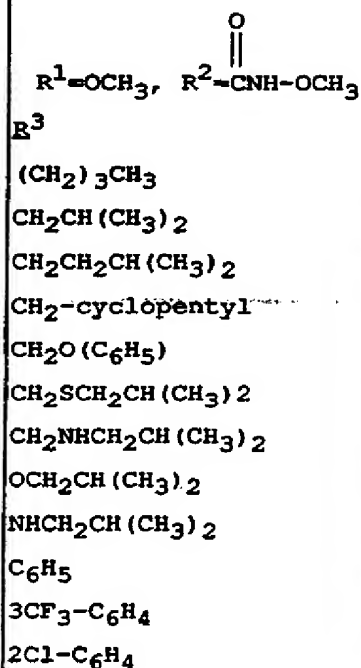 O
R¹=OCH₃, R²=CNH-OCH₃
R³
(CH₂)₃CH₃
CH₂CH(CH₃)₂
CH₂CH₂CH(CH₃)₂
CH₂-cyclopentyl
CH₂O(C₆H₅)
CH₂SCH₂CH(CH₃)2
CH₂NHCH₂CH(CH₃)₂
OCH₂CH(CH₃)₂
NHCH₂CH(CH₃)₂
C₆H₅
3CF₃-C₆H₄
2Cl-C₆H₄